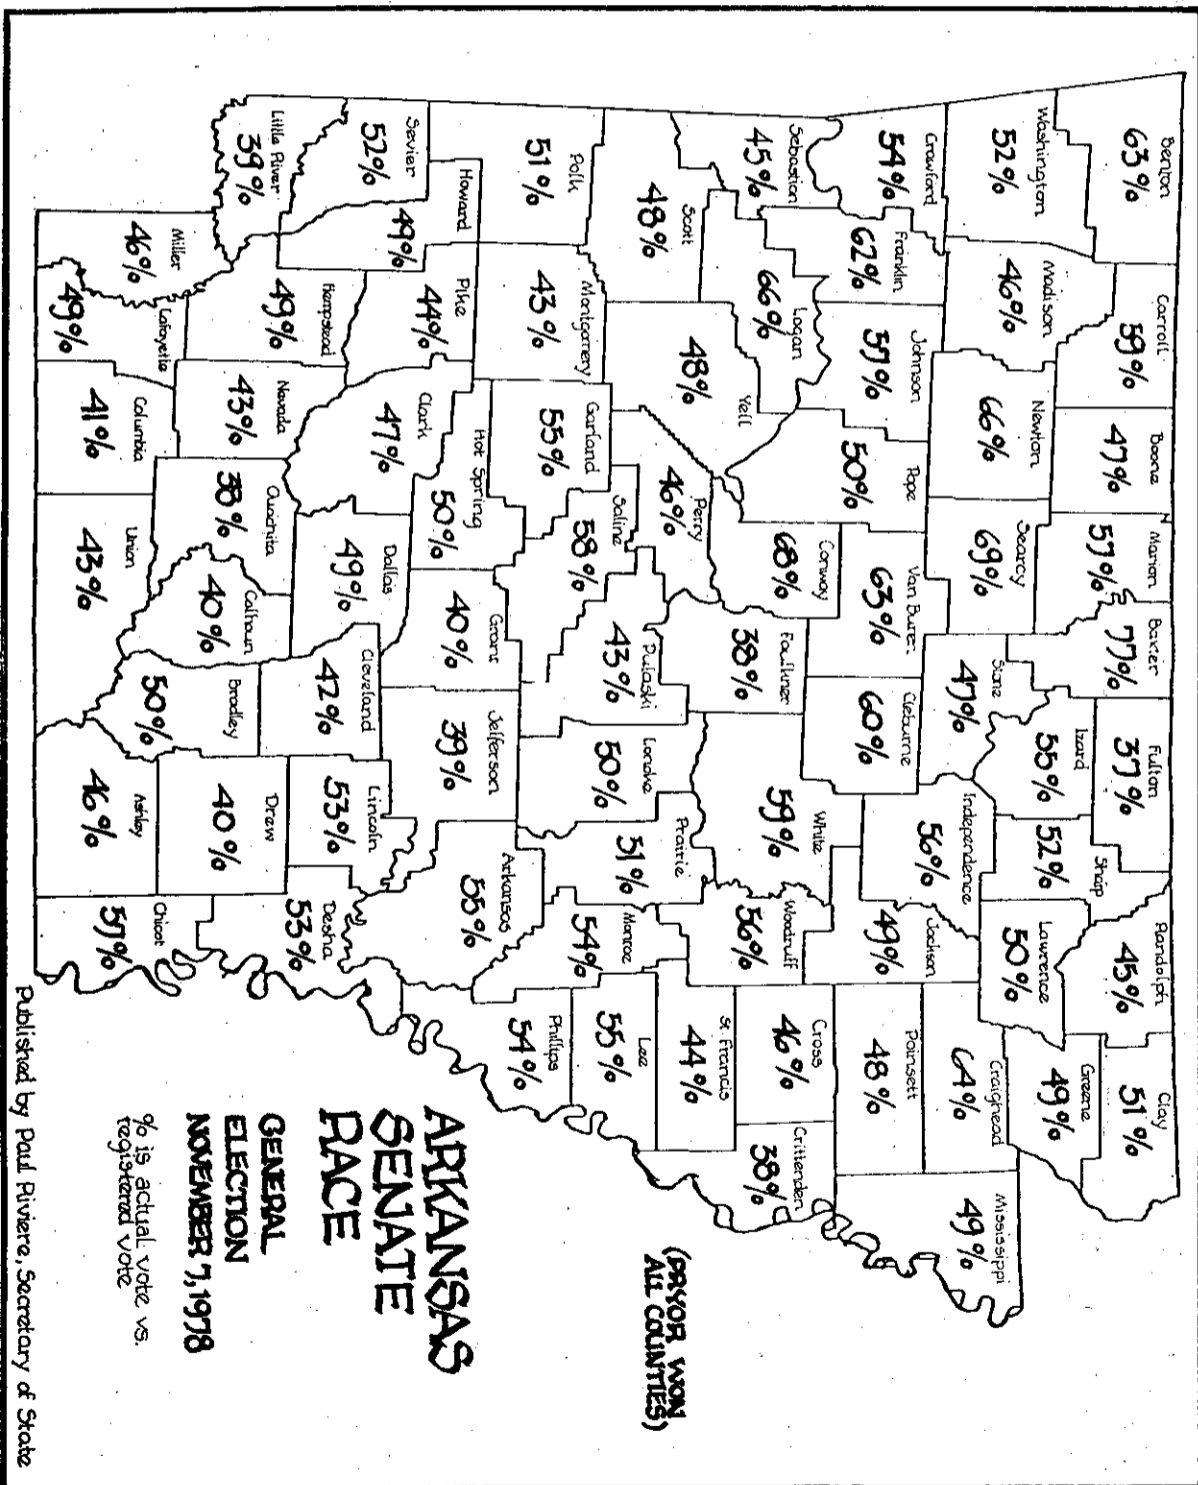 Benton
63%
Carroll
59%
Boone
47%
Marion
57%
Baxter
77%
Fulton
37%
Randolph
45%
Clay
51%
Washington
52%
Madison
46%
Newton
66%
Searcy
69%
Stone
47%
Izard
55%
Sharp
52%
Lawrence
50%
Greene
49%
Crawford
54%
Franklin
62%
Johnson
57%
Pope
50%
Van Buren
63%
Cleburne
60%
Independence
56%
Jackson
49%
Craighead
64%
Poinsett
48%
Mississippi
49%
Sebastian
45%
Logan
66%
Scott
48%
Yell
48%
Perry
46%
Conway
68%
Faulkner
38%
White
59%
Woodruff
56%
Cross
46%
Crittenden
38%
St. Francis
44%
Polk
51%
Montgomery
43%
Garland
55%
Saline
58%
Pulaski
43%
Lonoke
50%
Prairie
51%
Monroe
54%
Lee
55%
Phillips
54%
Howard
49%
Pike
44%
Hot Spring
50%
Clark
47%
Grant
40%
Jefferson
39%
Arkansas
55%
Sevier
52%
Little River
39%
Hempstead
49%
Nevada
43%
Dallas
49%
Cleveland
42%
Lincoln
53%
Desha
53%
Miller
46%
Lafayette
49%
Columbia
41%
Ouachita
38%
Calhoun
40%
Union
43%
Bradley
50%
Drew
40%
Ashley
46%
Chicot
57%
(PRYOR WON
ALL COUNTIES)
ARKANSAS
SENATE
RACE
GENERAL
ELECTION
NOVEMBER 7, 1978
% is actual vote vs.
registered vote
Published by Paul Riviere, Secretary of State